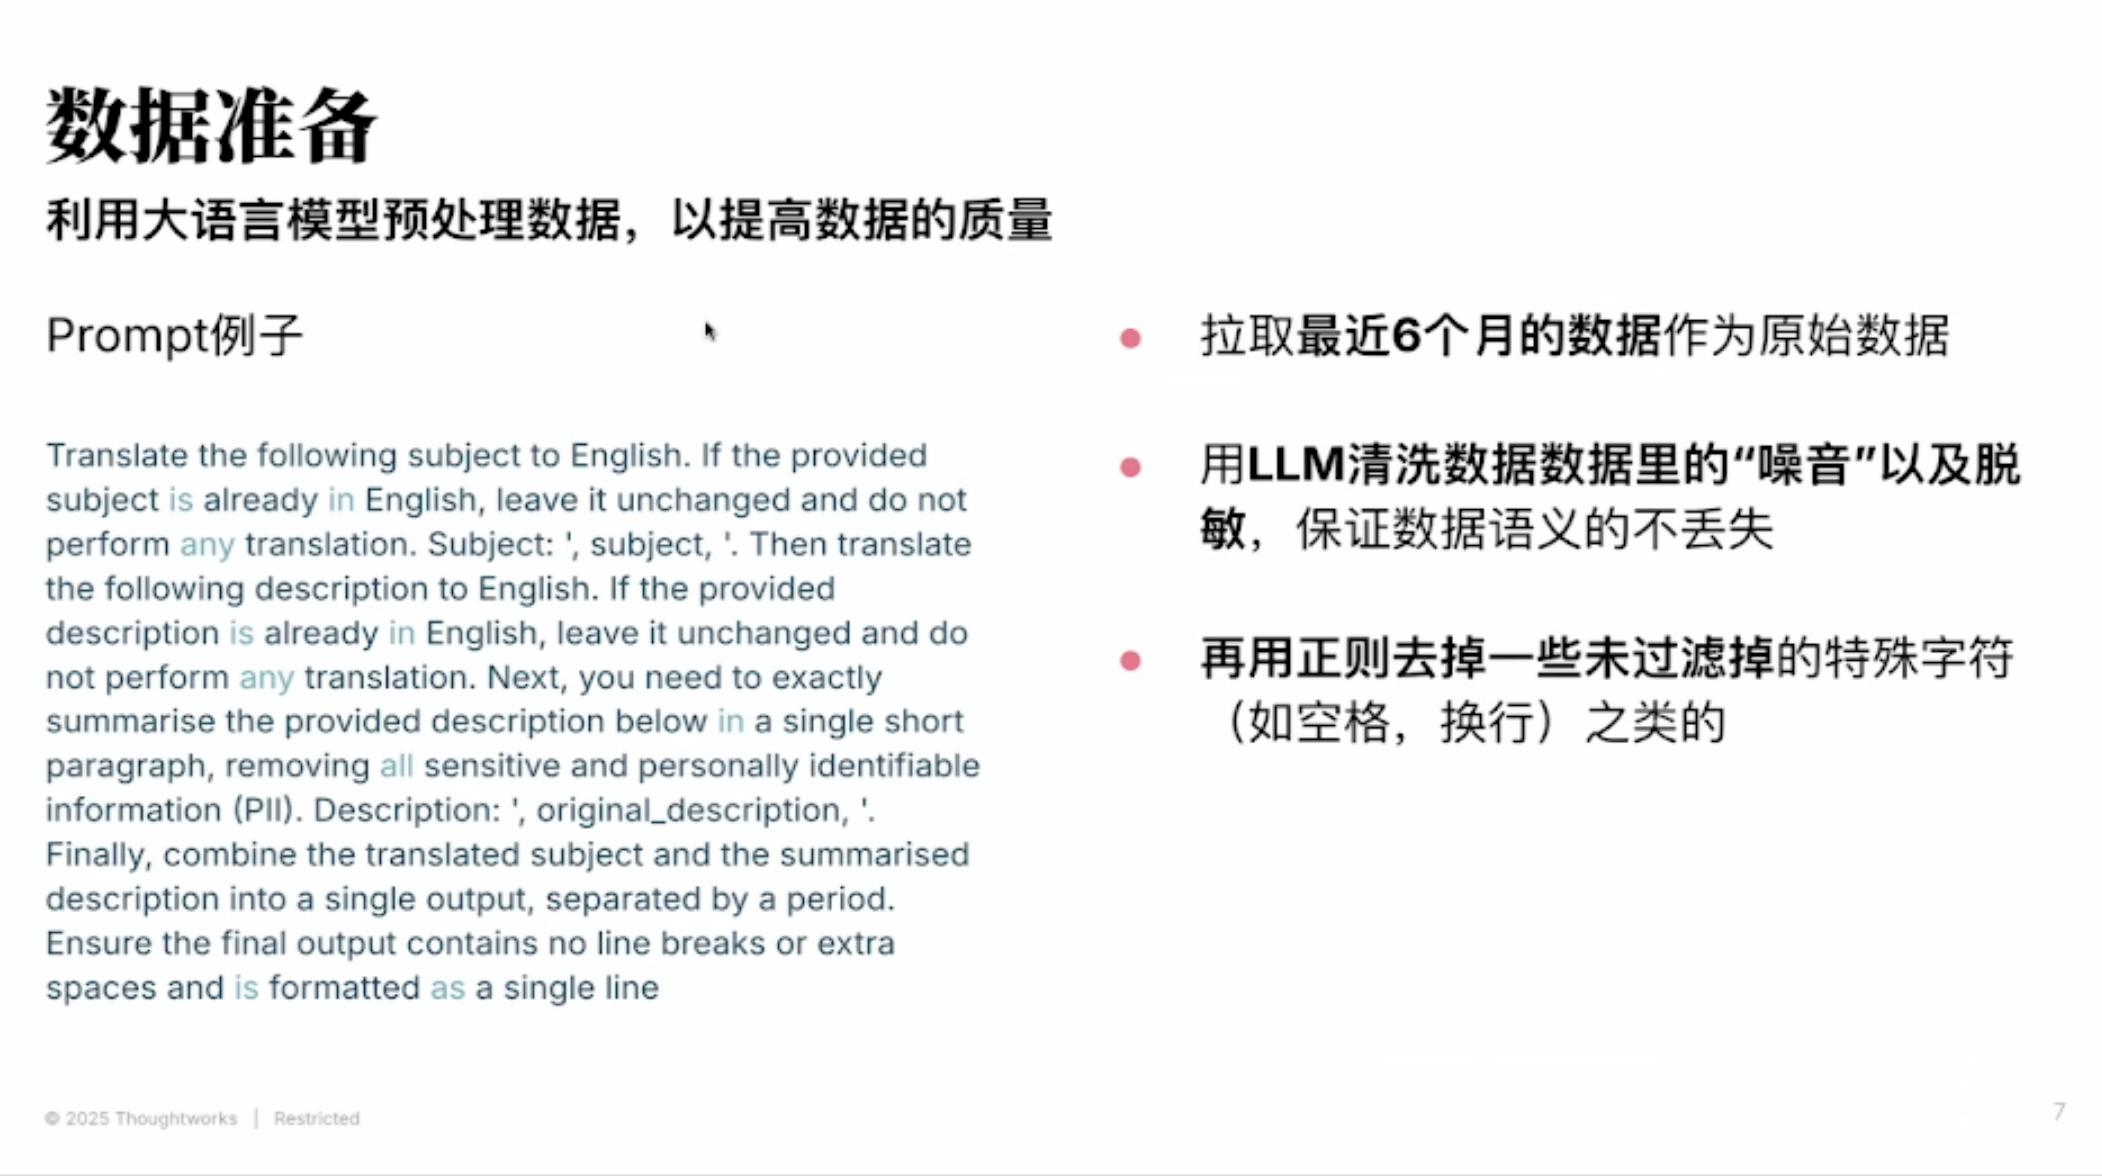 数据准备
利用大语言模型预处理数据，以提高数据的质量
Prompt例子
Translate the following subject to English. If the provided
subject is already in English, leave it unchanged and do not
perform any translation. Subject: ', subject, '. Then translate
the following description to English. If the provided
description is already in English, leave it unchanged and do
not perform any translation. Next, you need to exactly
summarise the provided description below in a single short
paragraph, removing all sensitive and personally identifiable
information (PII). Description: ', original_description, '.
Finally, combine the translated subject and the summarised
description into a single output, separated by a period.
Ensure the final output contains no line breaks or extra
spaces and is formatted as a single line
● 拉取最近6个月的数据作为原始数据
● 用LLM清洗数据数据里的“噪音”以及脱
敏，保证数据语义的不丢失
● 再用正则去掉一些未过滤掉的特殊字符
（如空格，换行）之类的
© 2025 Thoughtworks | Restricted
7